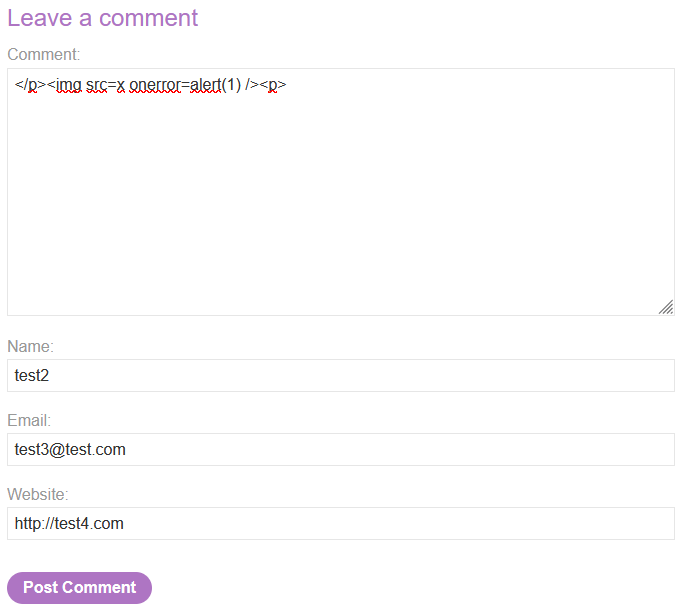 Leave a comment
Comment:
</p><img src=x onerror=alert(1) /><p>
Name:
test2
Email:
test3@test.com
Website:
http://test4.com
Post Comment